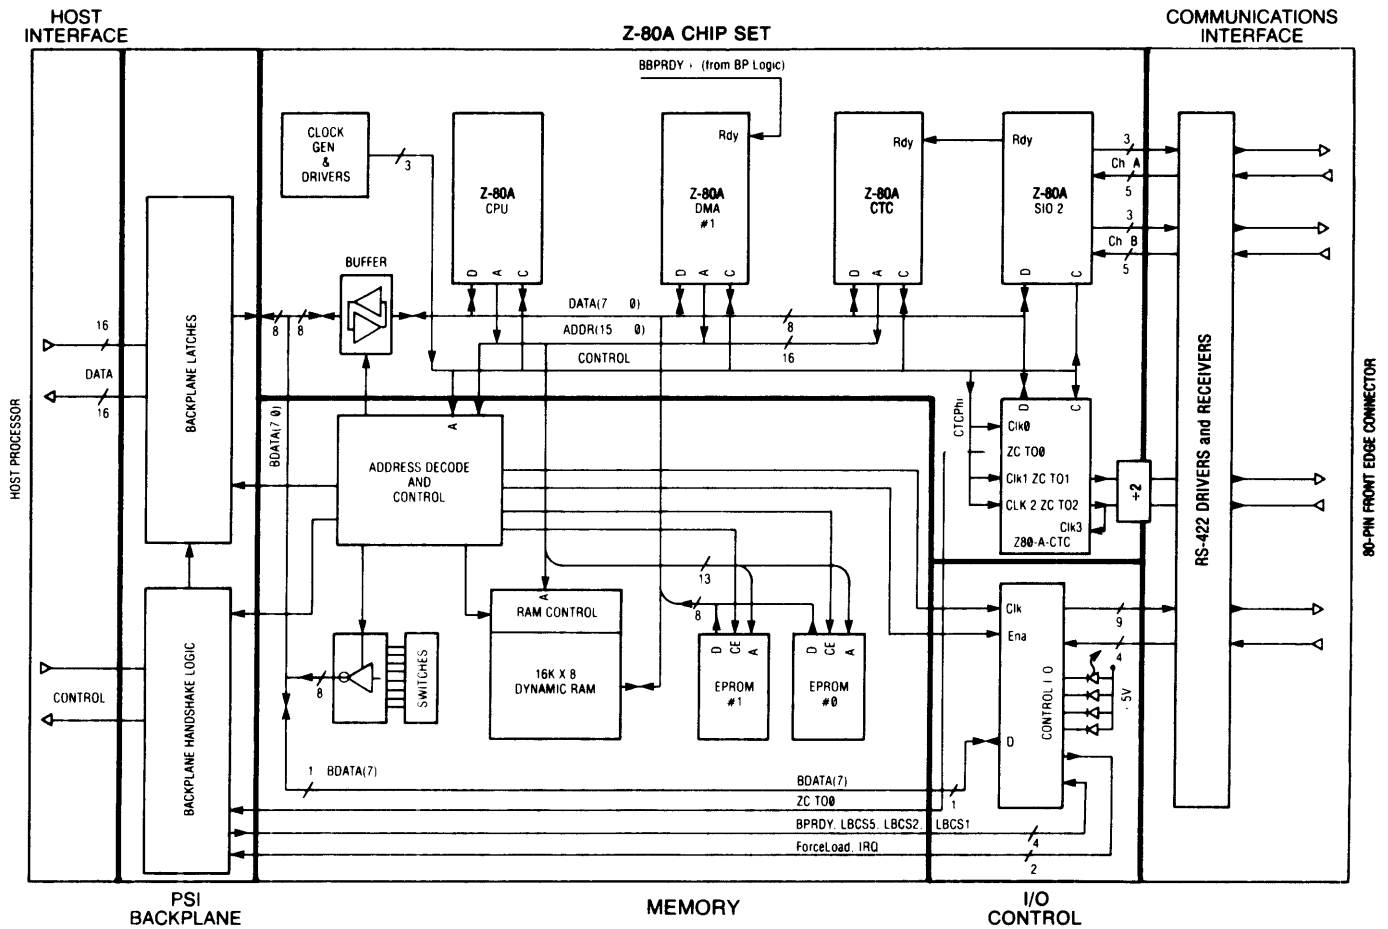 HOST
INTERFACE
Z-80A CHIP SET
COMMUNICATIONS
INTERFACE
BBPRDY + (from BP Logic)
CLOCK
GEN
&
DRIVERS
3
Z-80A
CPU
D A C
Rdy
Z-80A
DMA
#1
D A C
Rdy
Z-80A
CTC
D A C
Rdy
Z-80A
SIO 2
D C
3
Ch A
5
3
Ch B
5
BUFFER
8 8
DATA(7 0)
8
ADDR(15 0)
16
CONTROL
16
DATA
16
HOST PROCESSOR
BACKPLANE LATCHES
BDATA(7 0)
A
ADDRESS DECODE
AND
CONTROL
CTCPhi
D C
Clk0
ZC TO0
Clk1 ZC TO1
CLK 2 ZC TO2
Clk3
Z80-A-CTC
÷2
RS-422 DRIVERS and RECEIVERS
80-PIN FRONT EDGE CONNECTOR
13
8
A
RAM CONTROL
16K X 8
DYNAMIC RAM
D CE A
EPROM
#1
D CE A
EPROM
#0
8
SWITCHES
CONTROL
BACKPLANE HANDSHAKE LOGIC
Clk
Ena
D
CONTROL I O
9
4
5V
1 BDATA(7)
BDATA(7)
1
ZC TO0
BPRDY, LBCS5, LBCS2, LBCS1
4
ForceLoad, IRQ
2
PSI
BACKPLANE
MEMORY
I/O
CONTROL